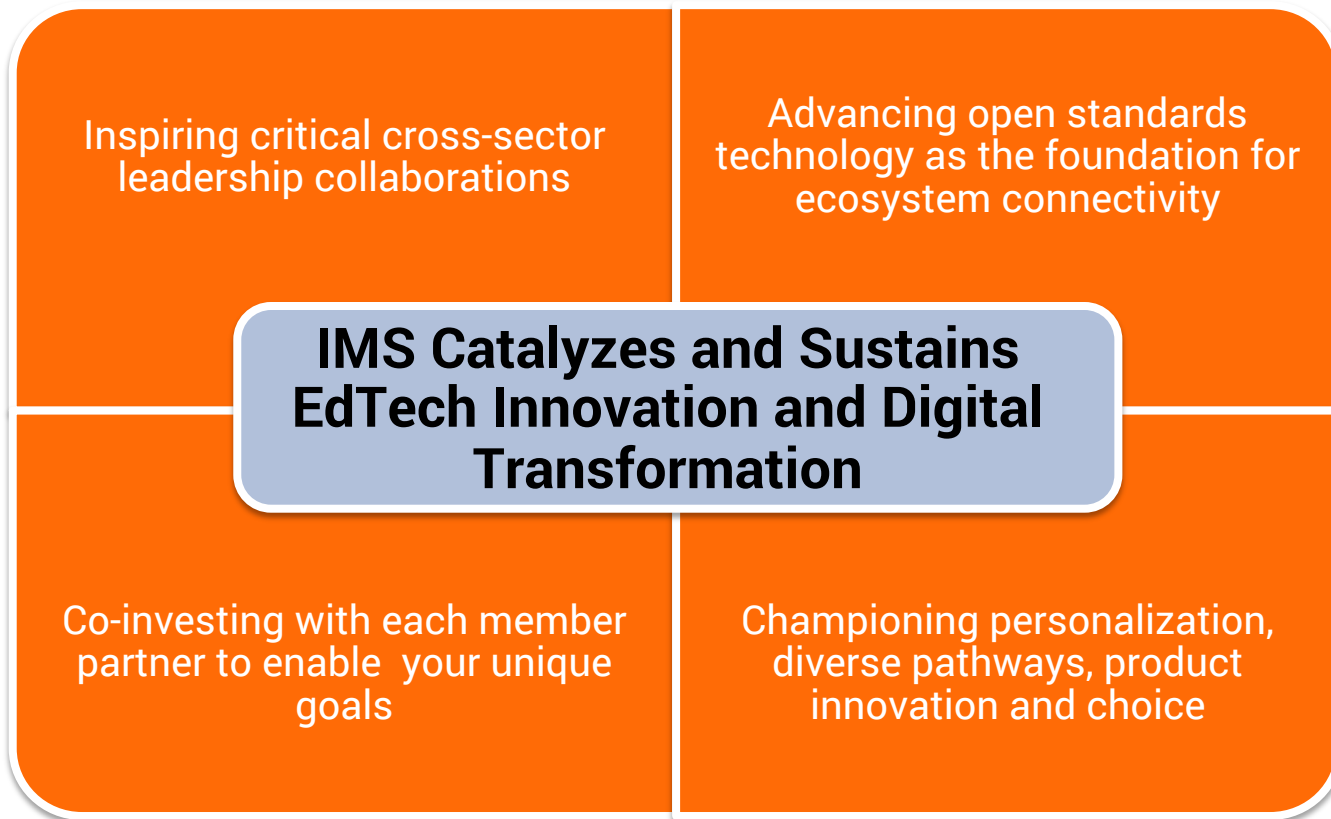 Inspiring critical cross-sector
leadership collaborations
Advancing open standards
technology as the foundation for
ecosystem connectivity
IMS Catalyzes and Sustains
EdTech Innovation and Digital
Transformation
Co-investing with each member
partner to enable  your unique
goals
Championing personalization,
diverse pathways, product
innovation and choice